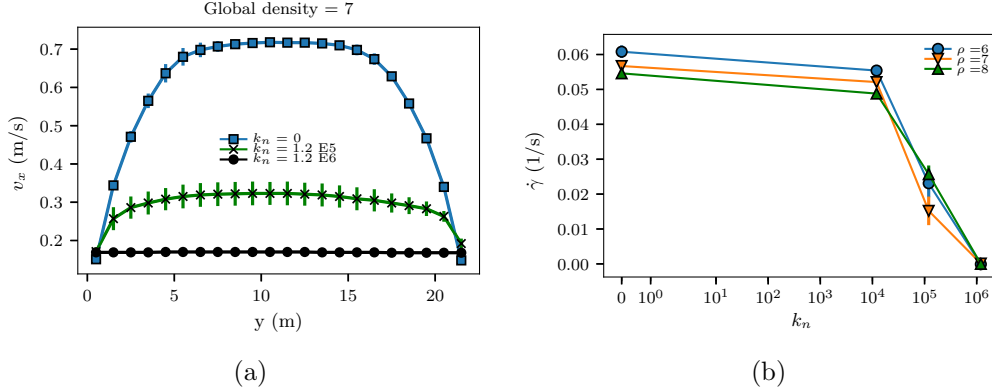 Global density = 7
0.7
0.6
0.5
0.4
0.3
0.2
v_x (m/s)
k_n = 0
k_n = 1.2 E5
k_n = 1.2 E6
0 5 10 15 20
y (m)
(a)
0.06
0.05
0.04
0.03
0.02
0.01
0.00
γ̇ (1/s)
ρ =6
ρ =7
ρ =8
0 10^0 10^1 10^2 10^3 10^4 10^5 10^6
k_n
(b)